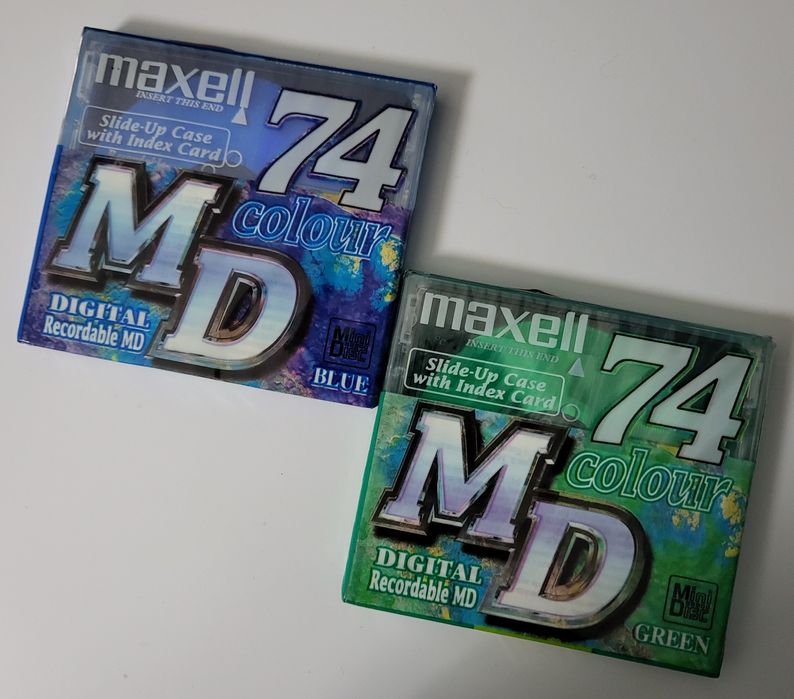 maxell
INSERT THIS END
74
Slide-Up Case
with Index Card
colour
MD
DIGITAL
Recordable MD
Mini
Disc
BLUE
maxell
INSERT THIS END
74
Slide-Up Case
with Index Card
colour
MD
DIGITAL
Recordable MD
Mini
Disc
GREEN